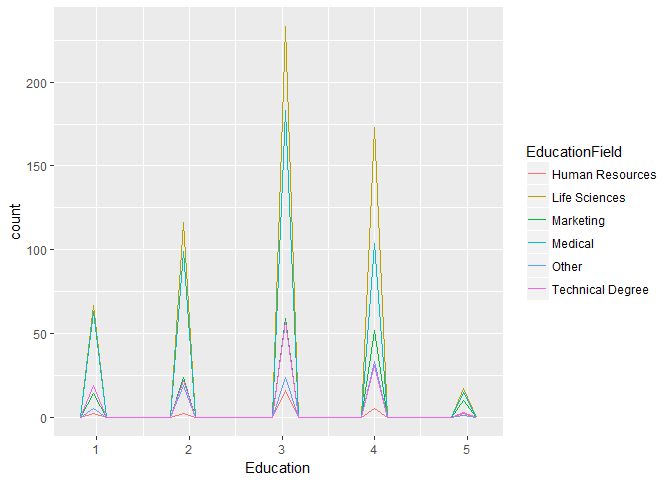 200
150
100
50
0
count
1 2 3 4 5
Education
EducationField
Human Resources
Life Sciences
Marketing
Medical
Other
Technical Degree